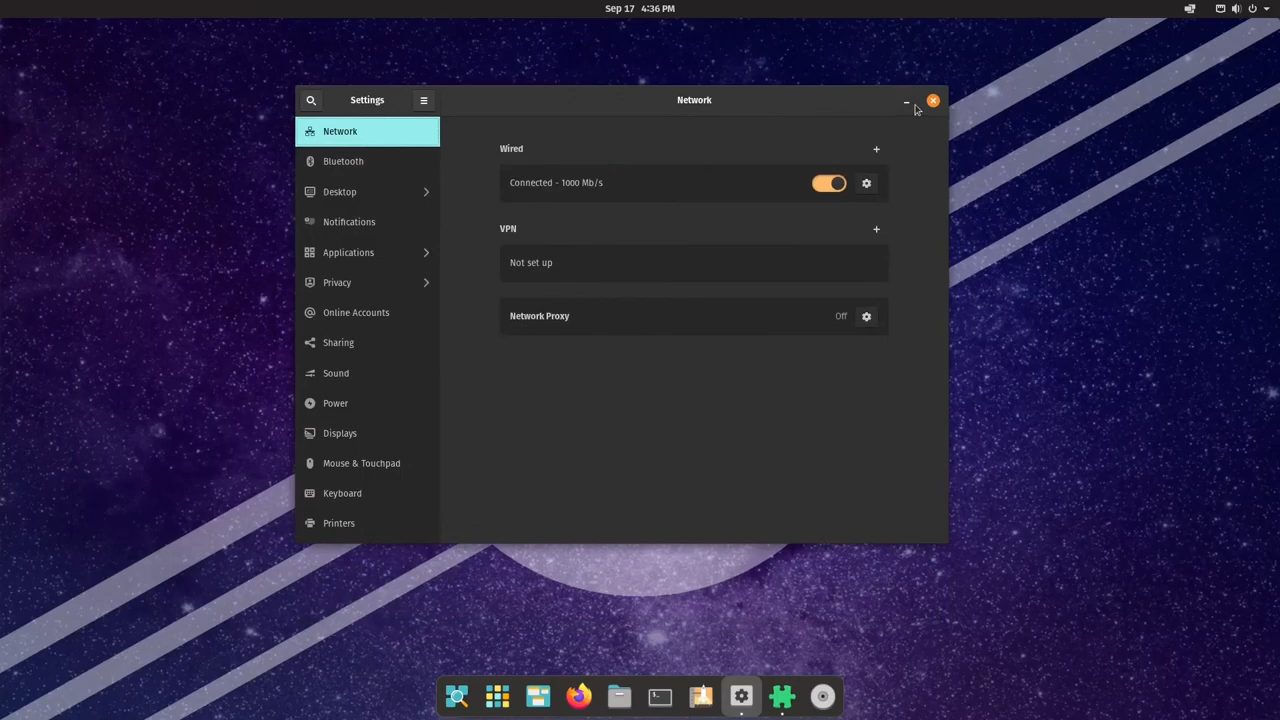 Sep 17 4:36 PM
Settings
Network
Network
Bluetooth
Desktop
Notifications
Applications
Privacy
Online Accounts
Sharing
Sound
Power
Displays
Mouse & Touchpad
Keyboard
Printers
Wired
Connected - 1000 Mb/s
VPN
Not set up
Network Proxy Off